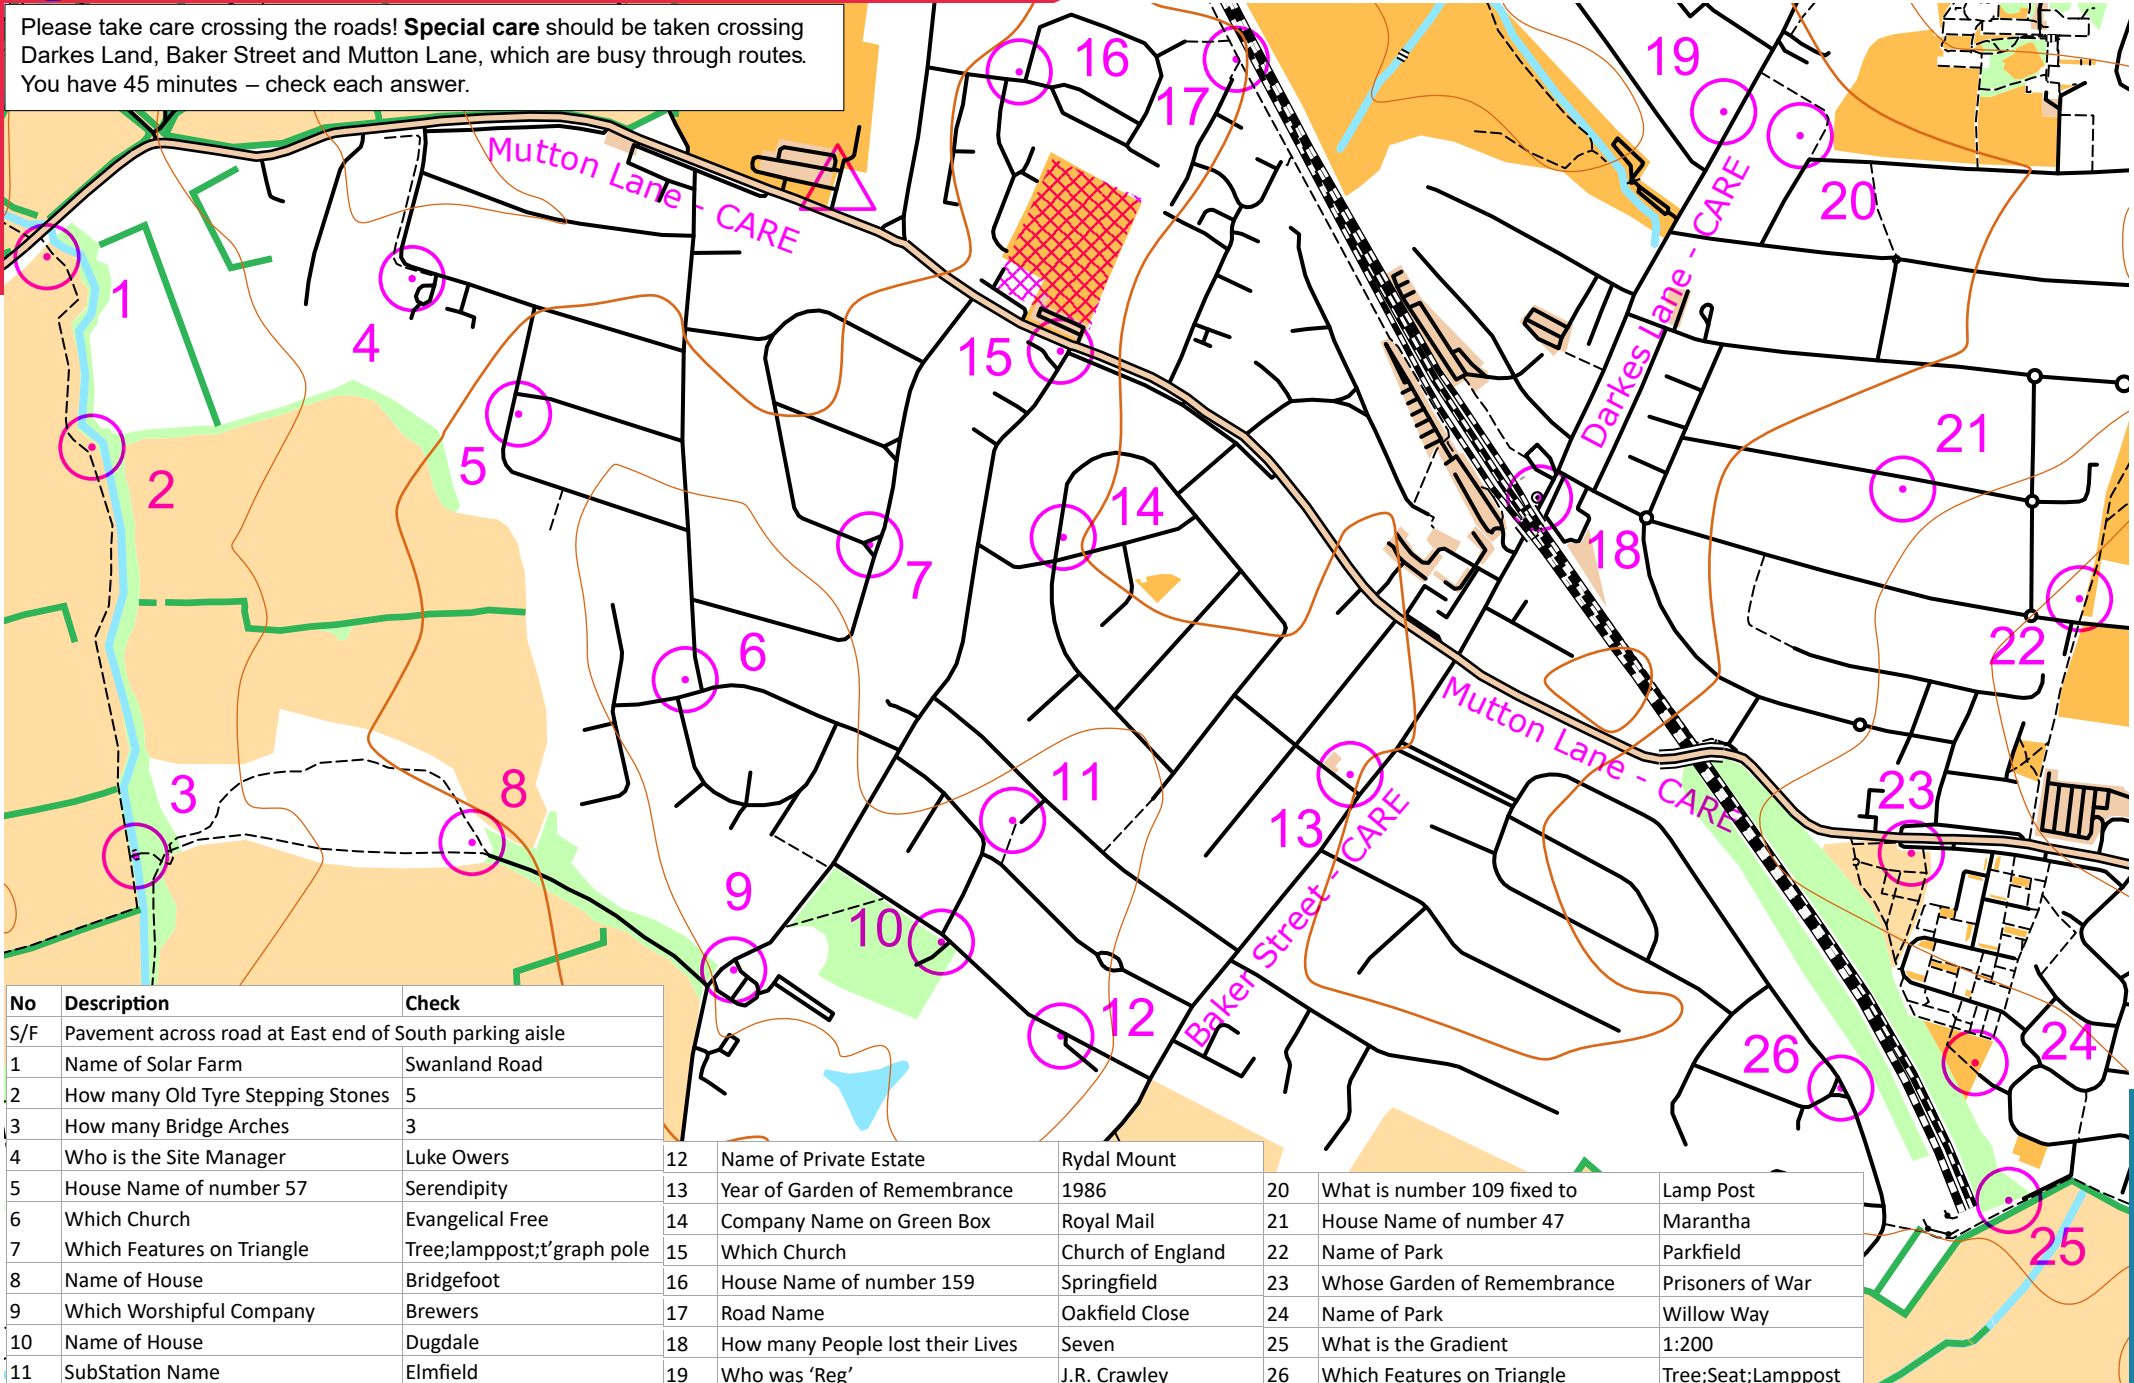 Please take care crossing the roads! Special care should be taken crossing
Darkes Land, Baker Street and Mutton Lane, which are busy through routes.
You have 45 minutes – check each answer.
16
19
17
Mutton Lane - CARE
20
Darkes Lane - CARE
1
4
15
5
21
2
14
7
18
6
22
Mutton Lane - CARE
3
8
11
13
23
9
10
Baker Street - CARE
12
24
26
25
No Description Check
S/F Pavement across road at East end of South parking aisle
1 Name of Solar Farm Swanland Road
2 How many Old Tyre Stepping Stones 5
3 How many Bridge Arches 3
4 Who is the Site Manager Luke Owers
5 House Name of number 57 Serendipity
6 Which Church Evangelical Free
7 Which Features on Triangle Tree;lamppost;t’graph pole
8 Name of House Bridgefoot
9 Which Worshipful Company Brewers
10 Name of House Dugdale
11 SubStation Name Elmfield
12 Name of Private Estate Rydal Mount
13 Year of Garden of Remembrance 1986
14 Company Name on Green Box Royal Mail
15 Which Church Church of England
16 House Name of number 159 Springfield
17 Road Name Oakfield Close
18 How many People lost their Lives Seven
19 Who was ‘Reg’ J.R. Crawley
20 What is number 109 fixed to Lamp Post
21 House Name of number 47 Marantha
22 Name of Park Parkfield
23 Whose Garden of Remembrance Prisoners of War
24 Name of Park Willow Way
25 What is the Gradient 1:200
26 Which Features on Triangle Tree;Seat;Lamppost